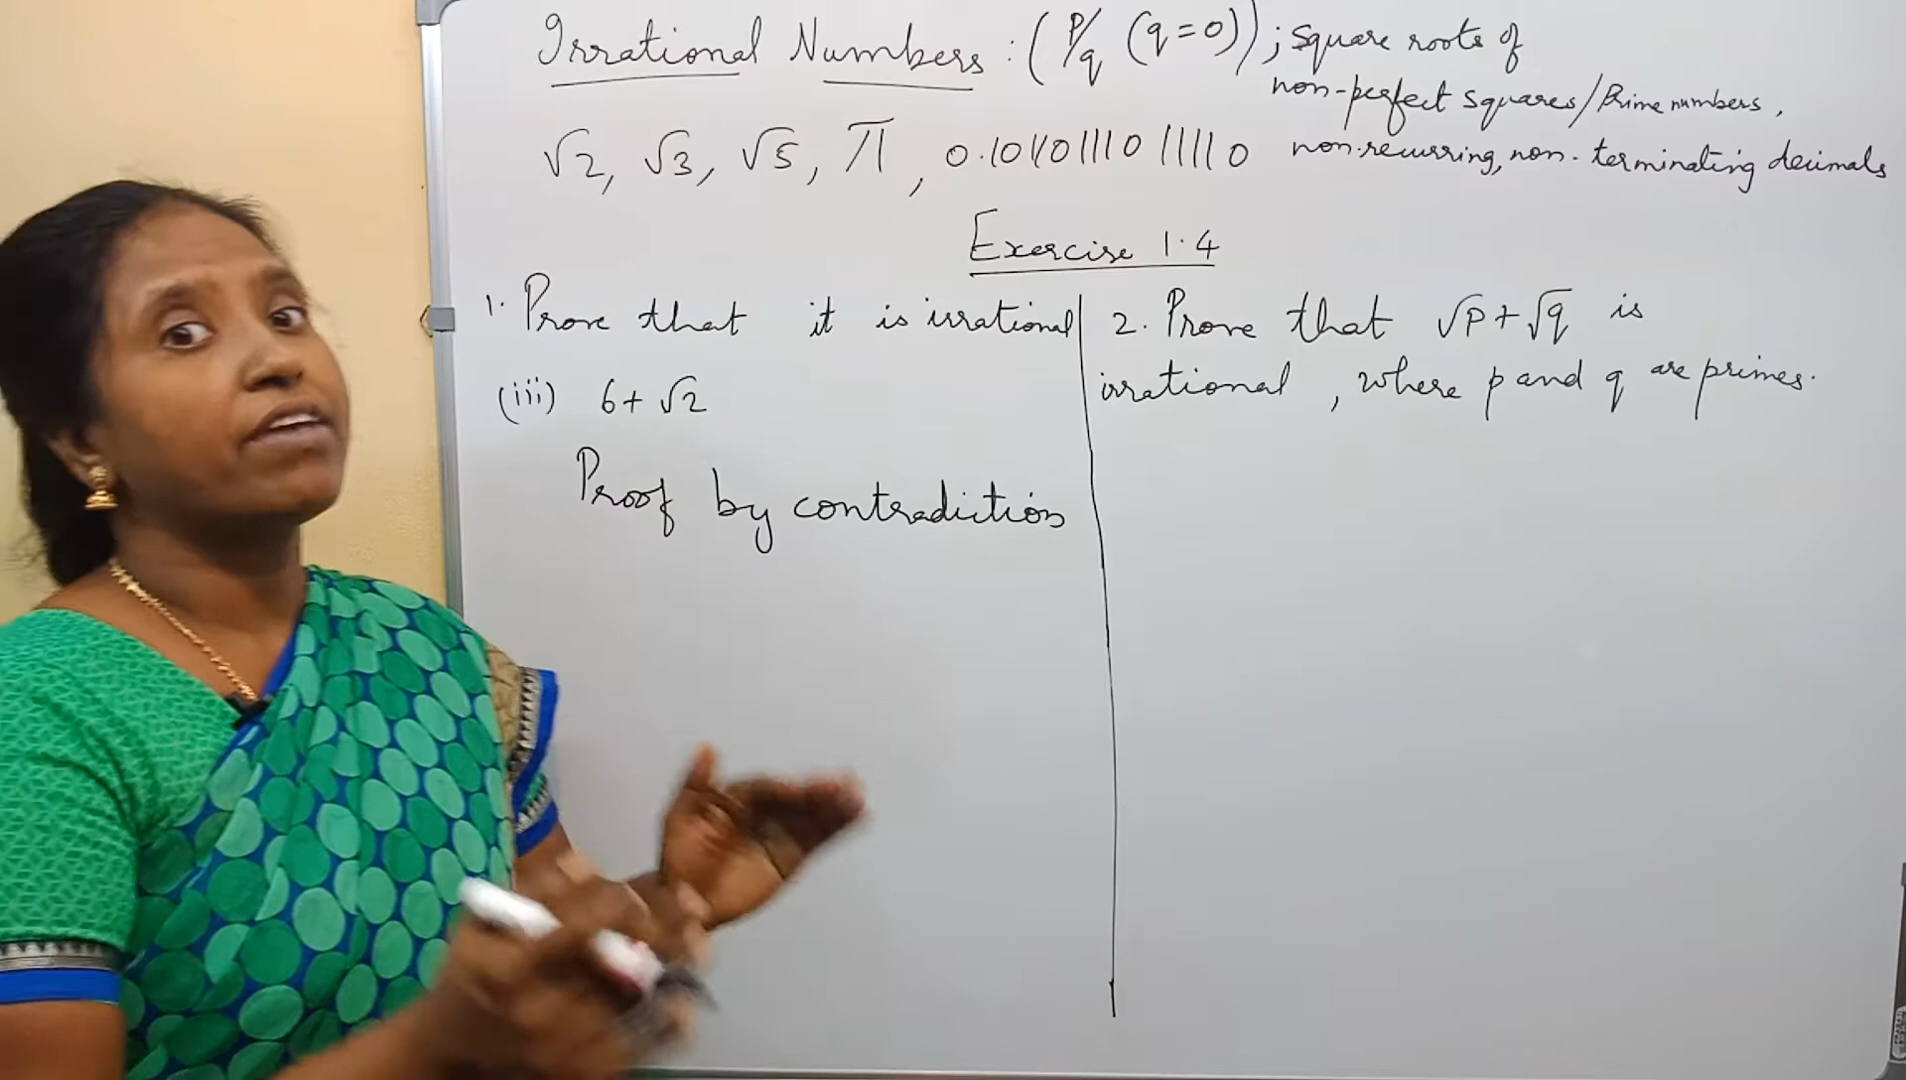 Irrational Numbers : (p/q (q=0)) ; square roots of
non-perfect squares/Prime numbers,
√2, √3, √5, π, 0.10110111011110 non-recurring, non-terminating decimals
Exercise 1.4
1. Prove that it is irrational
(iii) 6+√2
Proof by contradiction
2. Prove that √p+√q is
irrational, where p and q are primes.